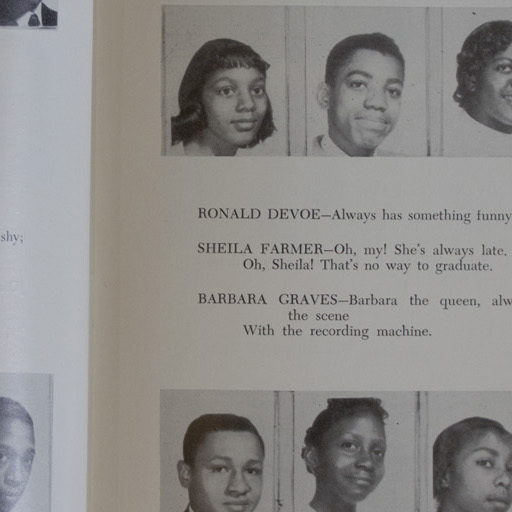 shy;
RONALD DEVOE—Always has something funny
SHEILA FARMER—Oh, my! She's always late.
Oh, Sheila! That's no way to graduate.
BARBARA GRAVES—Barbara the queen, alw
the scene
With the recording machine.